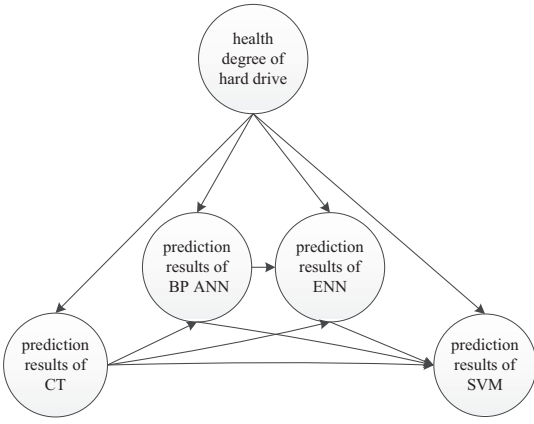 health
degree of
hard drive
prediction
results of
BP ANN
prediction
results of
ENN
prediction
results of
CT
prediction
results of
SVM